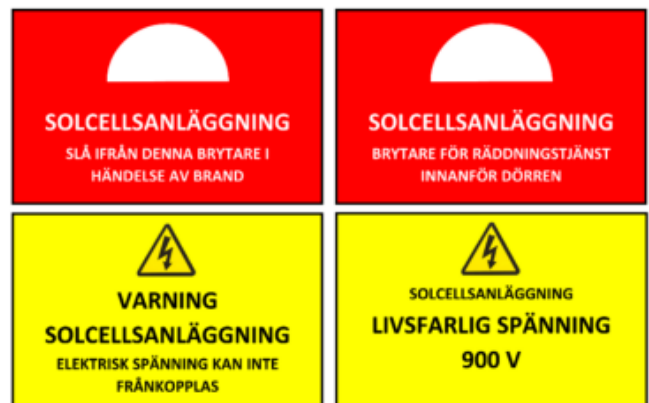 SOLCELLSANLÄGGNING
SLÅ IFRÅN DENNA BRYTARE I
HÄNDELSE AV BRAND
SOLCELLSANLÄGGNING
BRYTARE FÖR RÄDDNINGSTJÄNST
INNANFÖR DÖRREN
VARNING
SOLCELLSANLÄGGNING
ELEKTRISK SPÄNNING KAN INTE
FRÅNKOPPLAS
SOLCELLSANLÄGGNING
LIVSFARLIG SPÄNNING
900 V